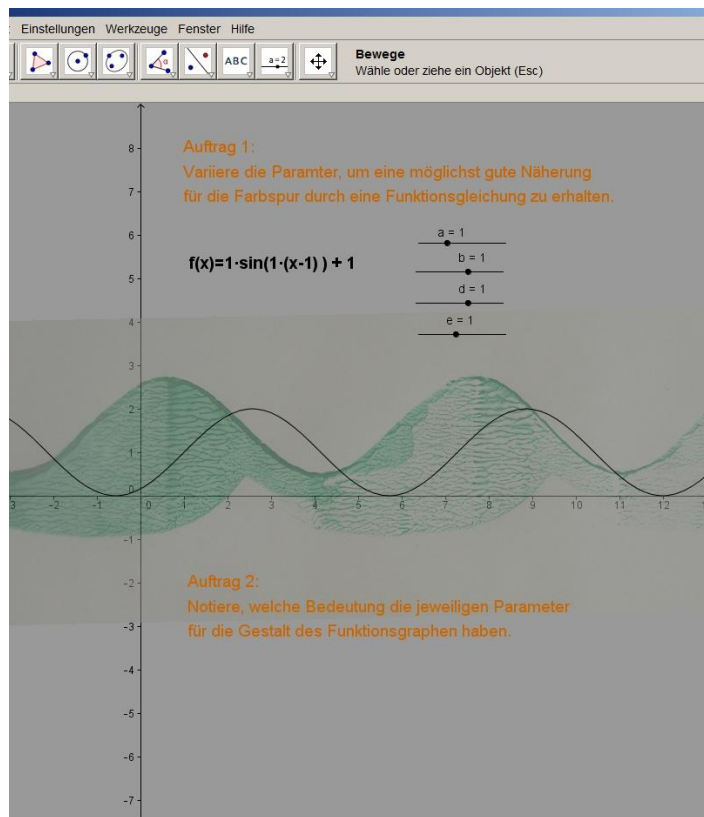 Einstellungen Werkzeuge Fenster Hilfe
ABC
a=2
Bewege
Wähle oder ziehe ein Objekt (Esc)
8
Auftrag 1:
Variiere die Paramter, um eine möglichst gute Näherung
7
für die Farbspur durch eine Funktionsgleichung zu erhalten.
6
a = 1
f(x)=1·sin(1·(x-1) ) + 1
b = 1
5
d = 1
e = 1
4
3
2
1
0
-3 -2 -1 0 1 2 3 4 5 6 7 8 9 10 11 12
-1
-2
Auftrag 2:
Notiere, welche Bedeutung die jeweiligen Parameter
-3
für die Gestalt des Funktionsgraphen haben.
-4
-5
-6
-7